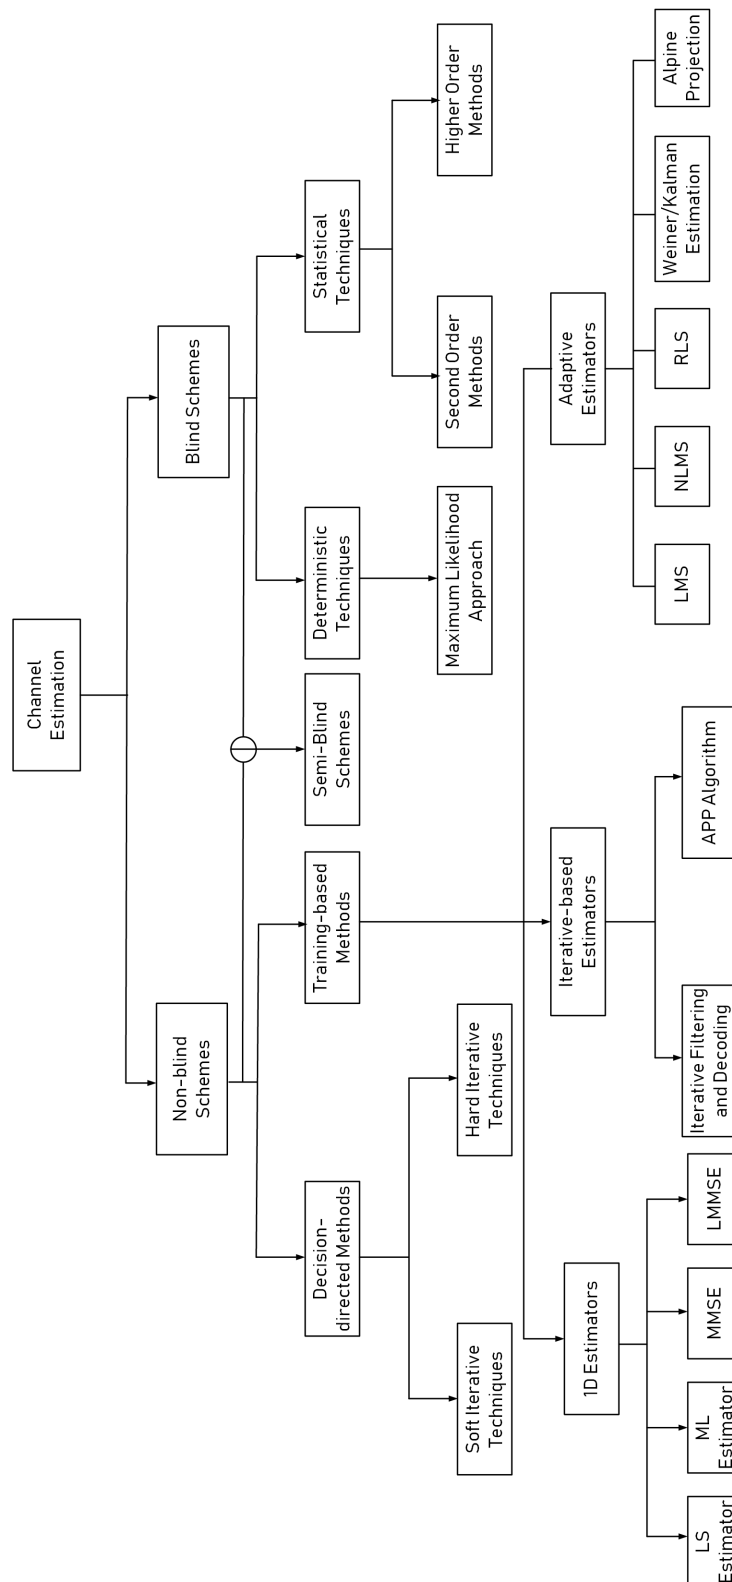 Channel
Estimation
Non-blind
Schemes
Blind Schemes
Decision-
directed Methods
Training-based
Methods
Semi-Blind
Schemes
Deterministic
Techniques
Statistical
Techniques
Soft Iterative
Techniques
Hard Iterative
Techniques
Maximum Likelihood
Approach
Second Order
Methods
Higher Order
Methods
1D Estimators
Iterative-based
Estimators
Adaptive
Estimators
LS
Estimator
ML
Estimator
MMSE
LMMSE
Iterative Filtering
and Decoding
APP Algorithm
LMS
NLMS
RLS
Weiner/Kalman
Estimation
Alpine
Projection